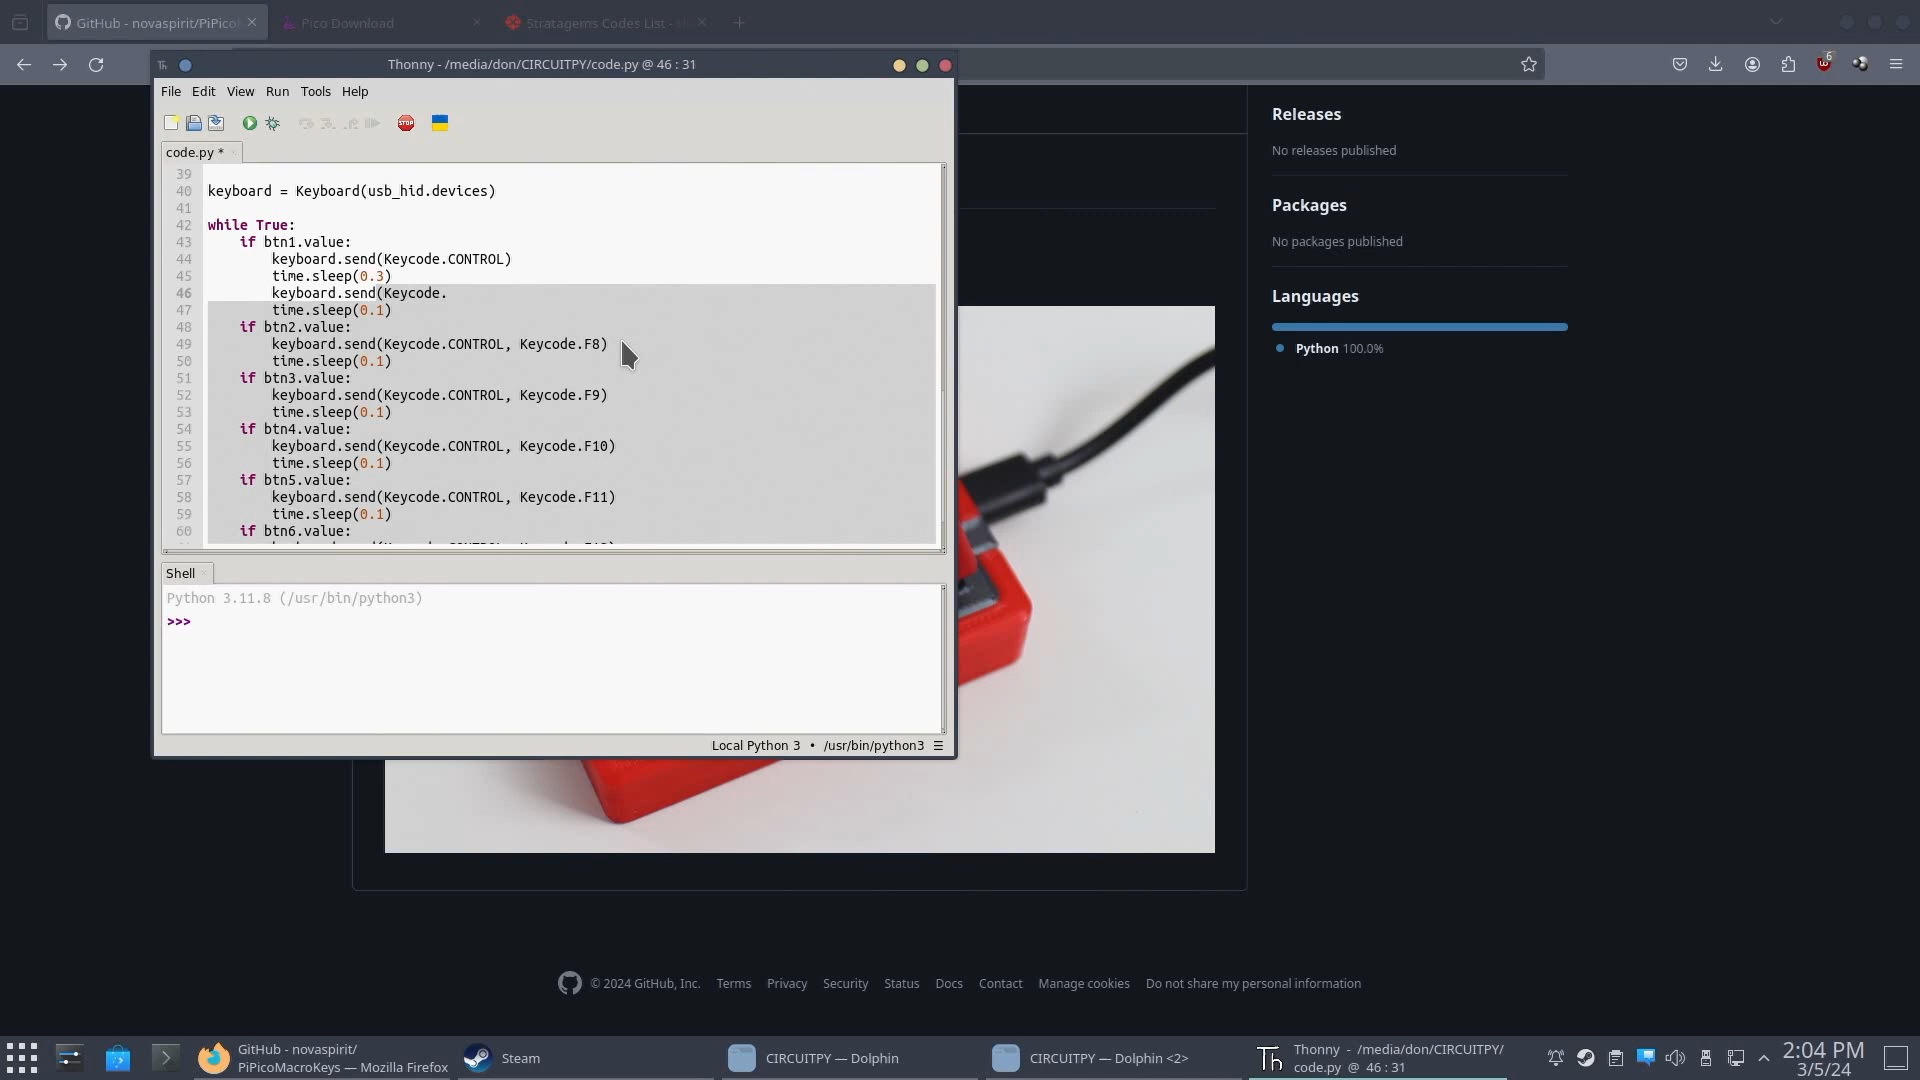 GitHub - novaspirit/PiPico
Pico Download
Stratagems Codes List -
Thonny - /media/don/CIRCUITPY/code.py @ 46 : 31
6
File Edit View Run Tools Help
STOP
code.py *
39
40 keyboard = Keyboard(usb_hid.devices)
41
42 while True:
43 if btn1.value:
44 keyboard.send(Keycode.CONTROL)
45 time.sleep(0.3)
46 keyboard.send(Keycode.
47 time.sleep(0.1)
48 if btn2.value:
49 keyboard.send(Keycode.CONTROL, Keycode.F8)
50 time.sleep(0.1)
51 if btn3.value:
52 keyboard.send(Keycode.CONTROL, Keycode.F9)
53 time.sleep(0.1)
54 if btn4.value:
55 keyboard.send(Keycode.CONTROL, Keycode.F10)
56 time.sleep(0.1)
57 if btn5.value:
58 keyboard.send(Keycode.CONTROL, Keycode.F11)
59 time.sleep(0.1)
60 if btn6.value:
Shell
Python 3.11.8 (/usr/bin/python3)
>>>
Local Python 3 • /usr/bin/python3 ☰
Releases
No releases published
Packages
No packages published
Languages
Python 100.0%
© 2024 GitHub, Inc. Terms Privacy Security Status Docs Contact Manage cookies Do not share my personal information
GitHub - novaspirit/
PiPicoMacroKeys — Mozilla Firefox
Steam
CIRCUITPY — Dolphin
CIRCUITPY — Dolphin <2>
Th
Thonny - /media/don/CIRCUITPY/
code.py @ 46 : 31
2:04 PM
3/5/24